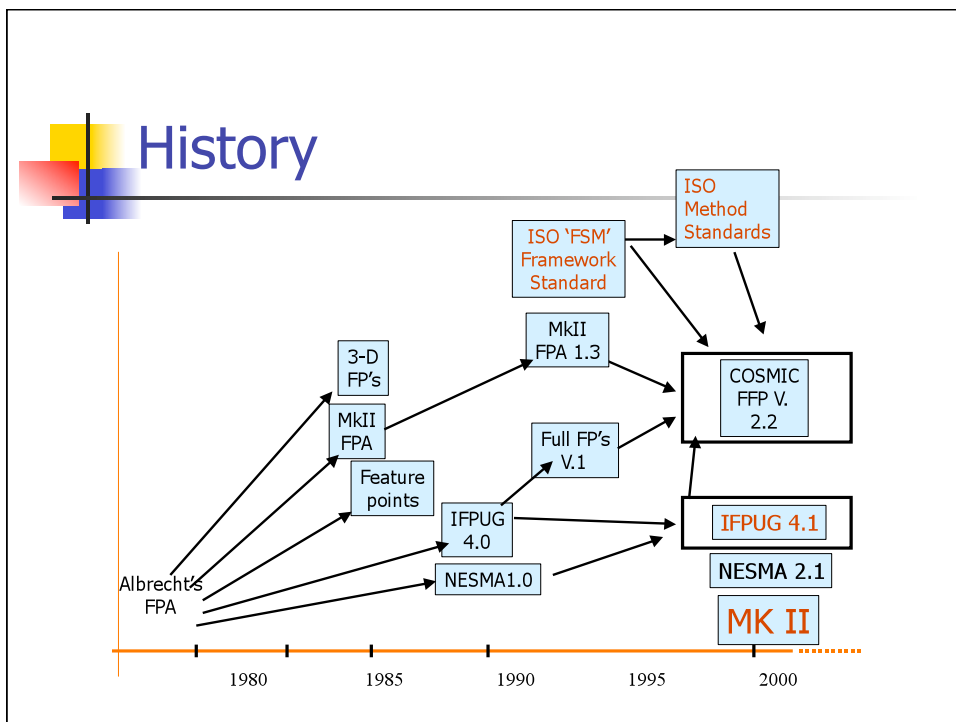 History
ISO
Method
Standards
ISO ‘FSM’
Framework
Standard
MkII
FPA 1.3
3-D
FP’s
COSMIC
FFP V.
2.2
MkII
FPA
Full FP’s
V.1
Feature
points
IFPUG
4.0
IFPUG 4.1
Albrecht’s
FPA
NESMA1.0
NESMA 2.1
MK II
1980
1985
1990
1995
2000